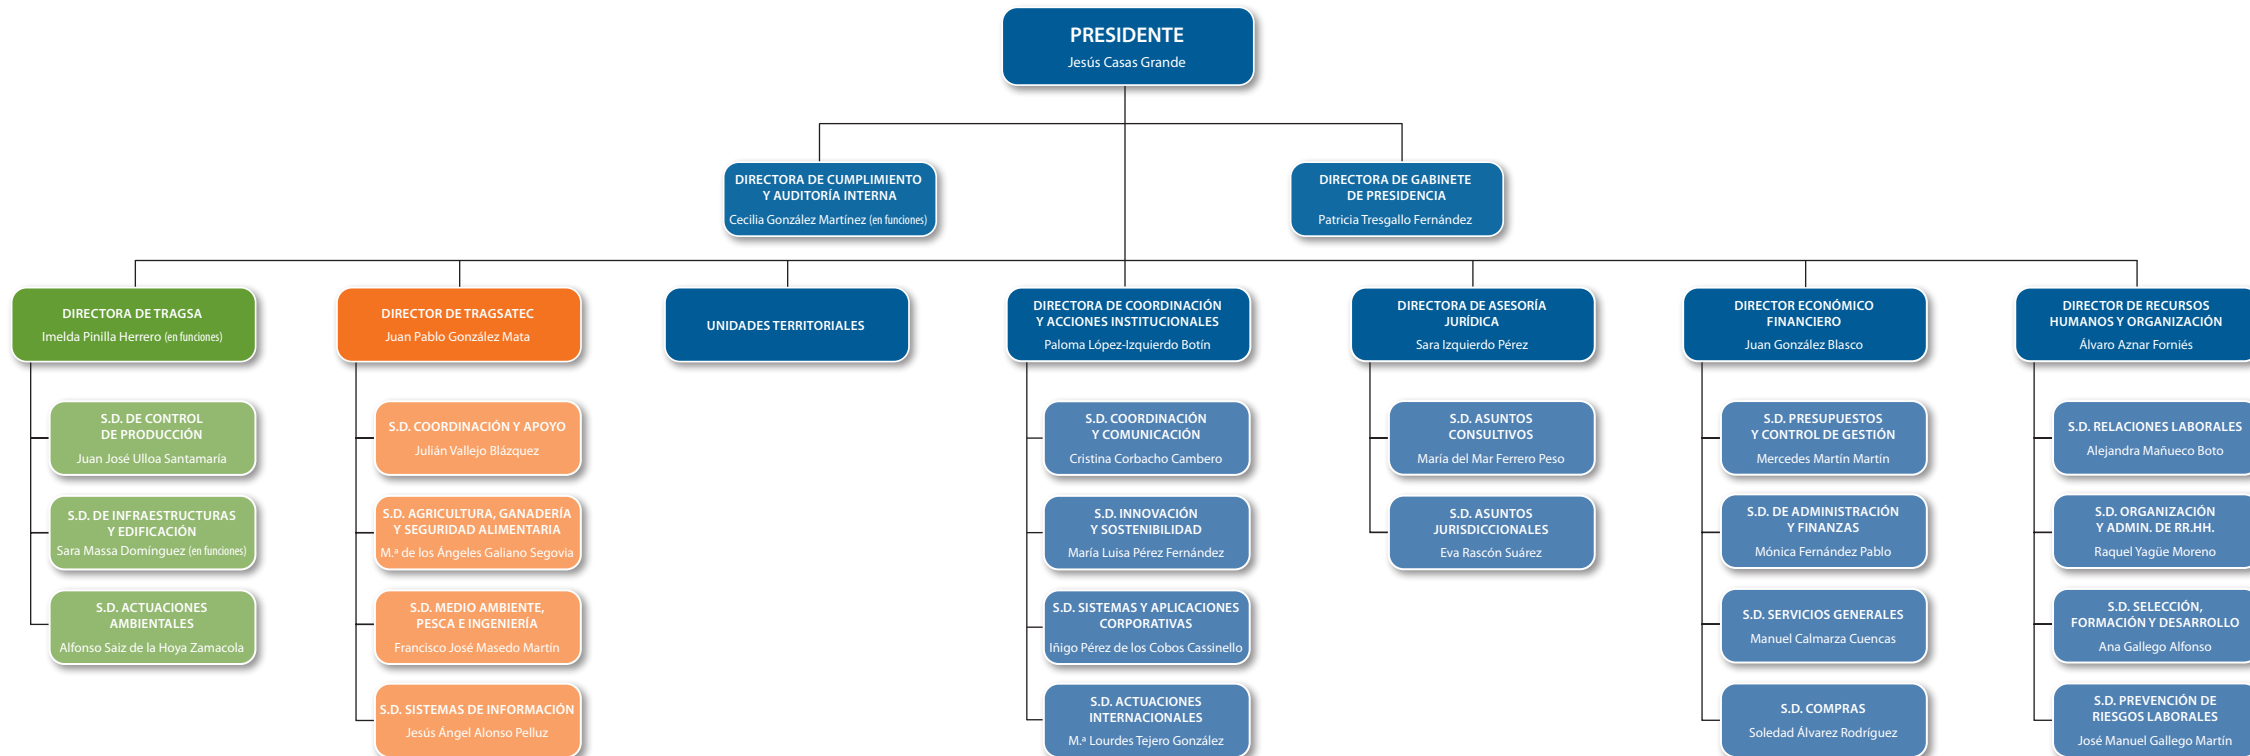 PRESIDENTE
Jesús Casas Grande
DIRECTORA DE CUMPLIMIENTO
Y AUDITORÍA INTERNA
Cecilia González Martínez (en funciones)
DIRECTORA DE GABINETE
DE PRESIDENCIA
Patricia Tresgallo Fernández
DIRECTORA DE TRAGSA
Imelda Pinilla Herrero (en funciones)
DIRECTOR DE TRAGSATEC
Juan Pablo González Mata
UNIDADES TERRITORIALES
DIRECTORA DE COORDINACIÓN
Y ACCIONES INSTITUCIONALES
Paloma López-Izquierdo Botín
DIRECTORA DE ASESORÍA
JURÍDICA
Sara Izquierdo Pérez
DIRECTOR ECONÓMICO
FINANCIERO
Juan González Blasco
DIRECTOR DE RECURSOS
HUMANOS Y ORGANIZACIÓN
Álvaro Aznar Forniés
S.D. DE CONTROL
DE PRODUCCIÓN
Juan José Ulloa Santamaría
S.D. DE INFRAESTRUCTURAS
Y EDIFICACIÓN
Sara Massa Domínguez (en funciones)
S.D. ACTUACIONES
AMBIENTALES
Alfonso Saiz de la Hoya Zamacola
S.D. COORDINACIÓN Y APOYO
Julián Vallejo Blázquez
S.D. AGRICULTURA, GANADERÍA
Y SEGURIDAD ALIMENTARIA
M.ª de los Ángeles Galiano Segovia
S.D. MEDIO AMBIENTE,
PESCA E INGENIERÍA
Francisco José Masedo Martín
S.D. SISTEMAS DE INFORMACIÓN
Jesús Ángel Alonso Pelluz
S.D. COORDINACIÓN
Y COMUNICACIÓN
Cristina Corbacho Cambero
S.D. INNOVACIÓN
Y SOSTENIBILIDAD
María Luisa Pérez Fernández
S.D. SISTEMAS Y APLICACIONES
CORPORATIVAS
Iñigo Pérez de los Cobos Cassinello
S.D. ACTUACIONES
INTERNACIONALES
M.ª Lourdes Tejero González
S.D. ASUNTOS
CONSULTIVOS
María del Mar Ferrero Peso
S.D. ASUNTOS
JURISDICCIONALES
Eva Rascón Suárez
S.D. PRESUPUESTOS
Y CONTROL DE GESTIÓN
Mercedes Martín Martín
S.D. DE ADMINISTRACIÓN
Y FINANZAS
Mónica Fernández Pablo
S.D. SERVICIOS GENERALES
Manuel Calmarza Cuencas
S.D. COMPRAS
Soledad Álvarez Rodríguez
S.D. RELACIONES LABORALES
Alejandra Mañueco Boto
S.D. ORGANIZACIÓN
Y ADMIN. DE RR.HH.
Raquel Yagüe Moreno
S.D. SELECCIÓN,
FORMACIÓN Y DESARROLLO
Ana Gallego Alfonso
S.D. PREVENCIÓN DE
RIESGOS LABORALES
José Manuel Gallego Martín